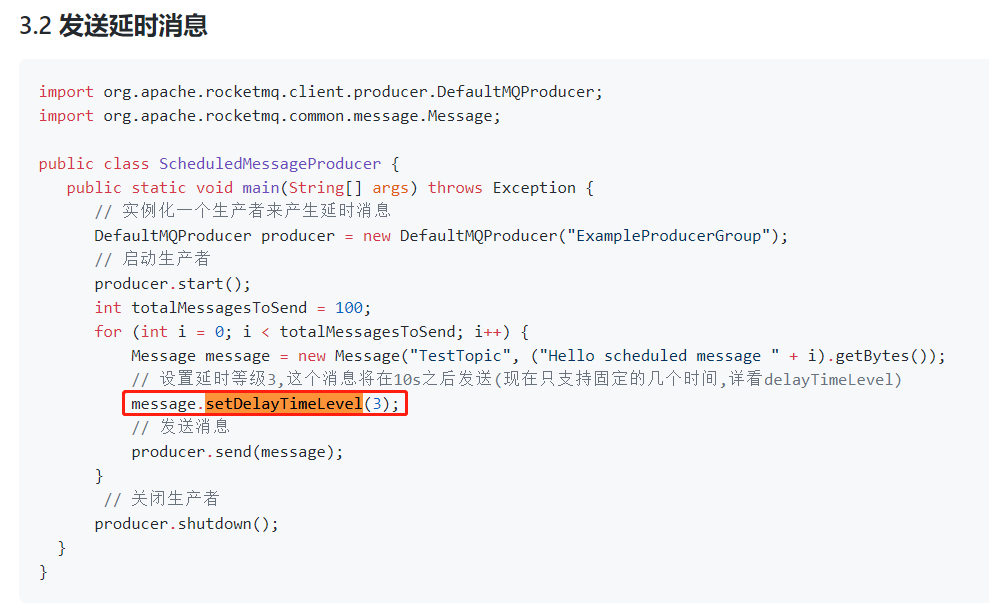 3.2 发送延时消息
import org.apache.rocketmq.client.producer.DefaultMQProducer;
import org.apache.rocketmq.common.message.Message;
public class ScheduledMessageProducer {
public static void main(String[] args) throws Exception {
// 实例化一个生产者来产生延时消息
DefaultMQProducer producer = new DefaultMQProducer("ExampleProducerGroup");
// 启动生产者
producer.start();
int totalMessagesToSend = 100;
for (int i = 0; i < totalMessagesToSend; i++) {
Message message = new Message("TestTopic", ("Hello scheduled message " + i).getBytes());
// 设置延时等级3,这个消息将在10s之后发送(现在只支持固定的几个时间,详看delayTimeLevel)
message.setDelayTimeLevel(3);
// 发送消息
producer.send(message);
}
// 关闭生产者
producer.shutdown();
}
}